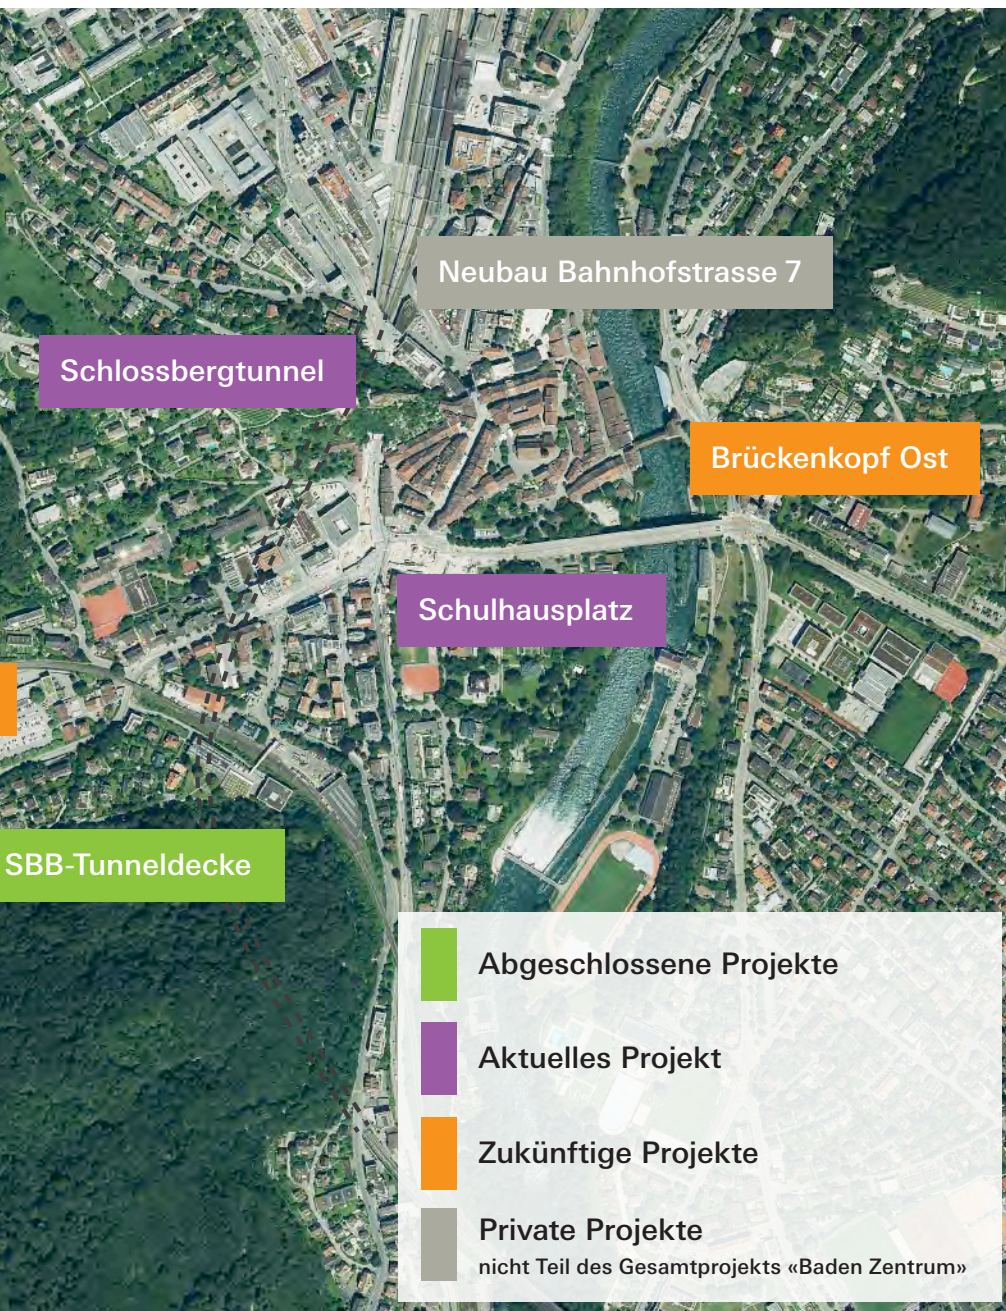 Neubau Bahnhofstrasse 7
Schlossbergtunnel
Brückenkopf Ost
Schulhausplatz
SBB-Tunneldecke
Abgeschlossene Projekte
Aktuelles Projekt
Zukünftige Projekte
Private Projekte
nicht Teil des Gesamtprojekts «Baden Zentrum»